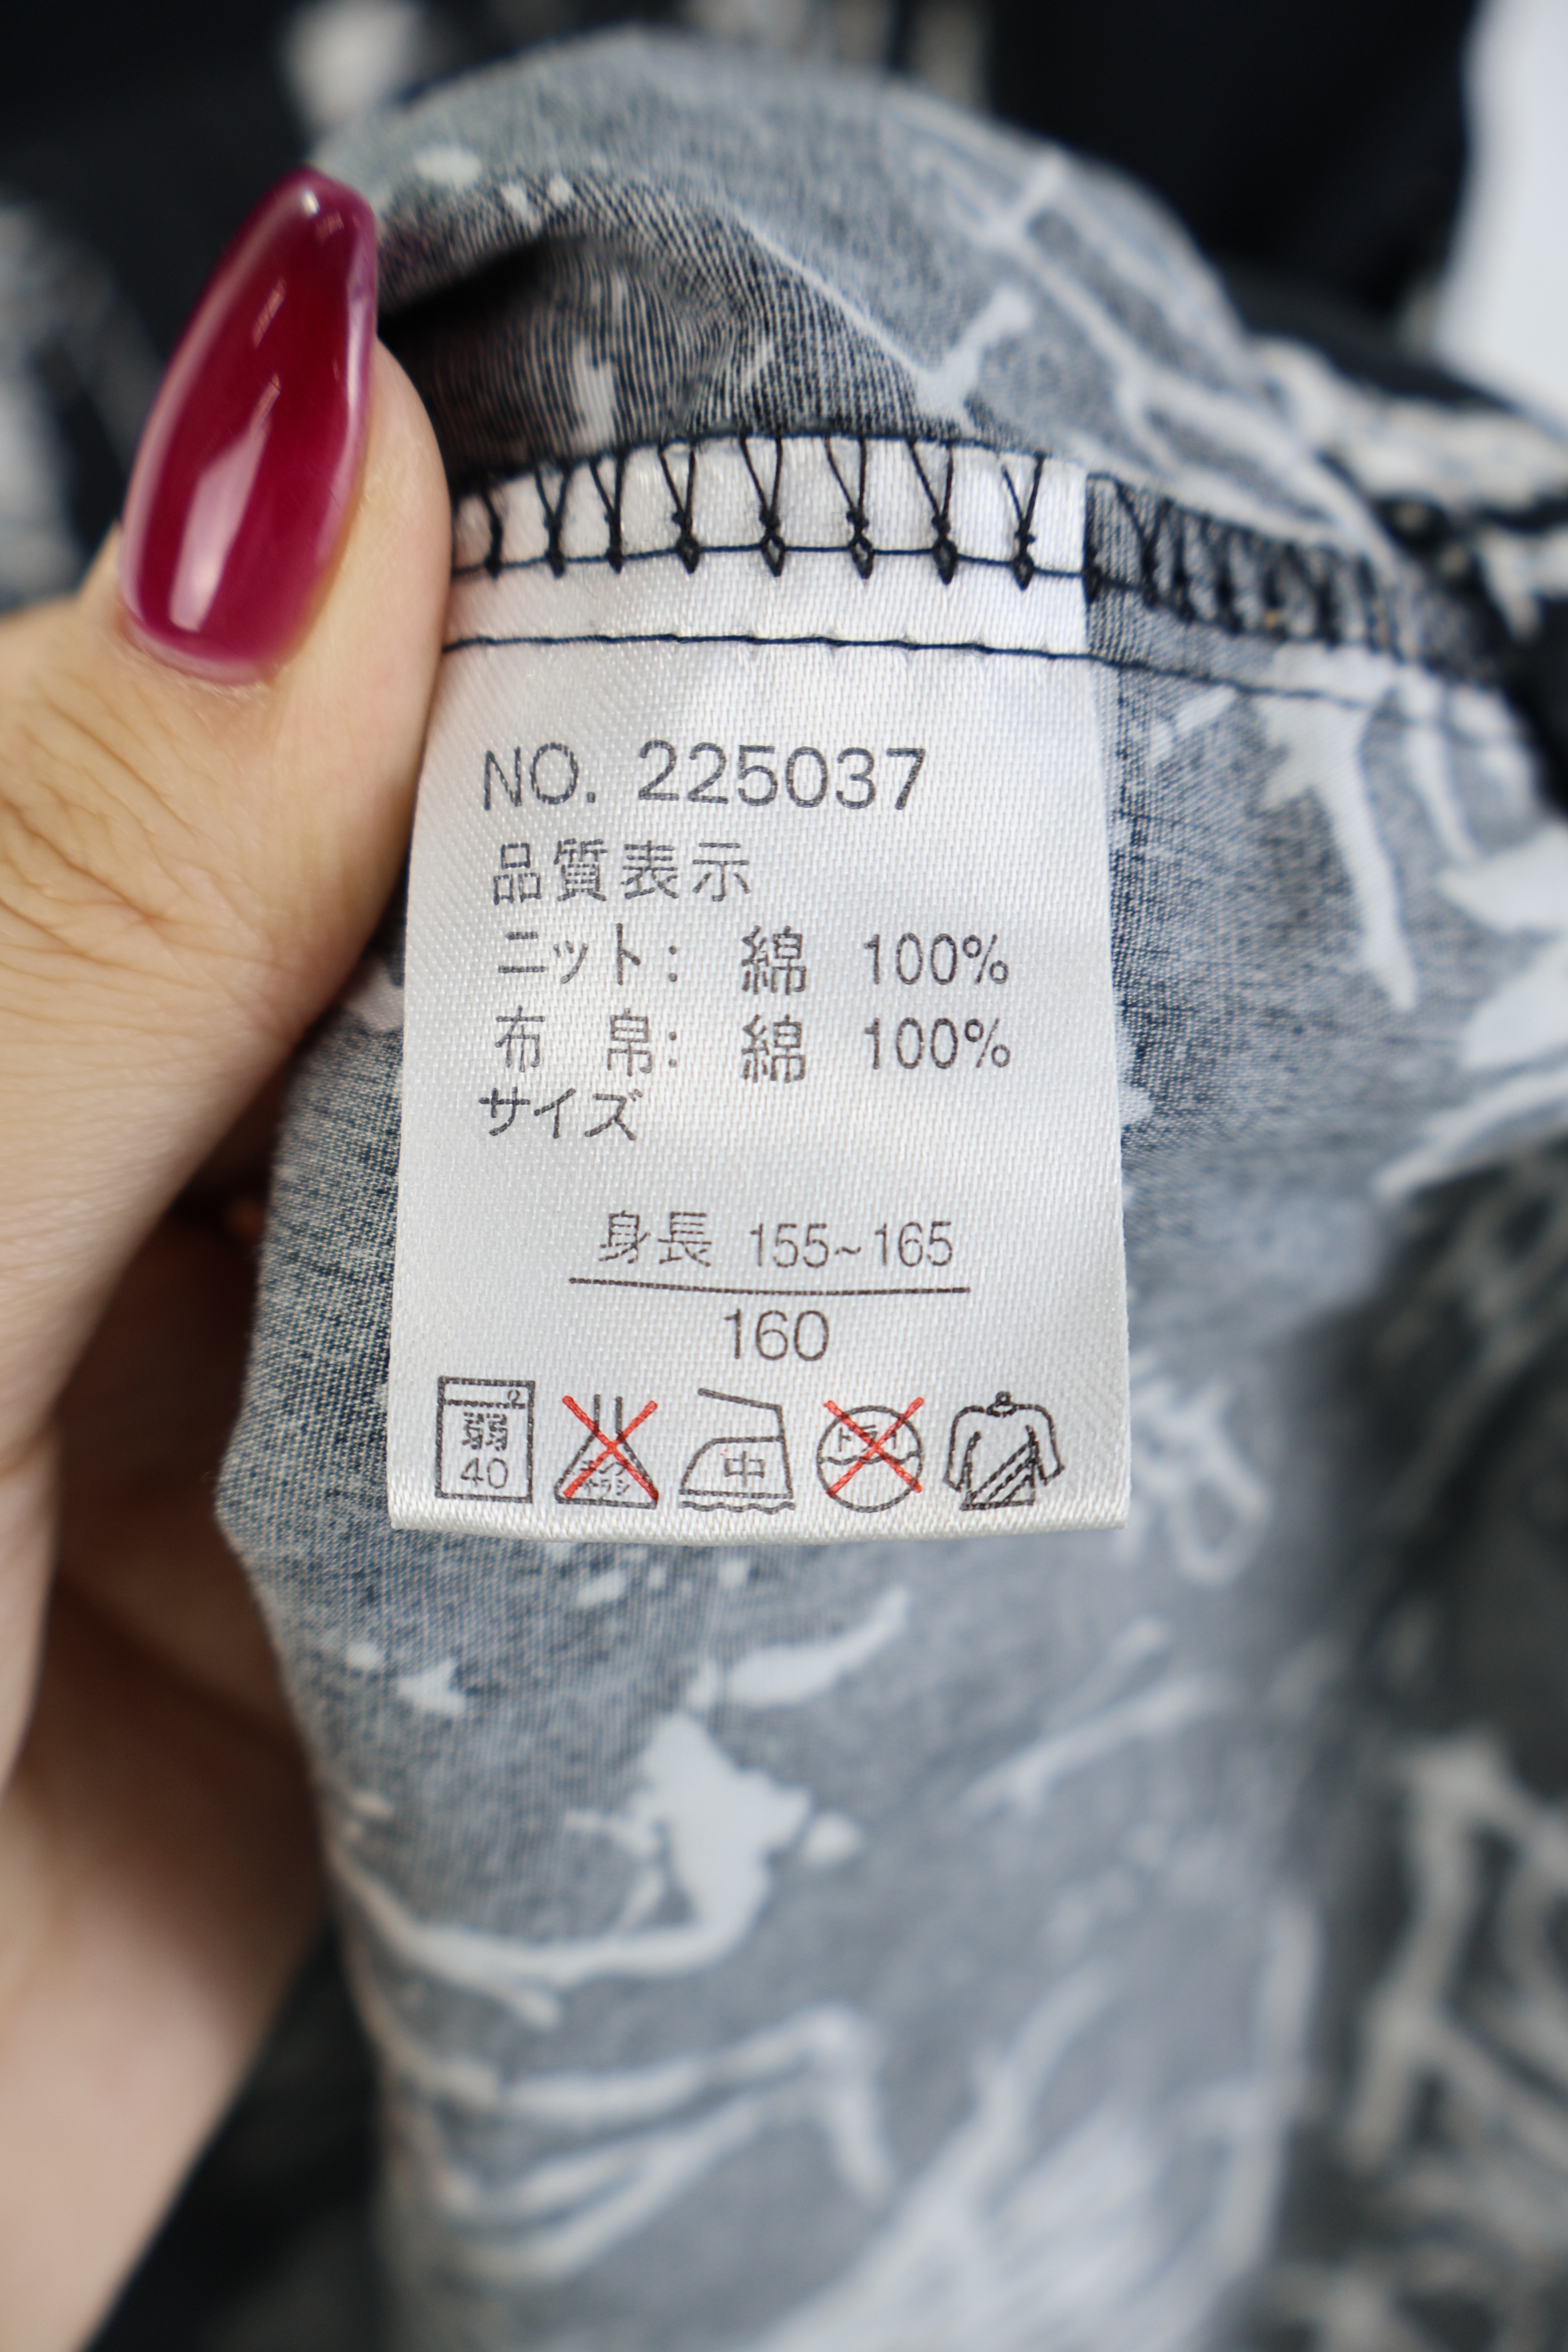 NO. 225037
品質表示
ニット: 綿 100%
布 帛: 綿 100%
サイズ
身長 155~165
160
弱 40
中